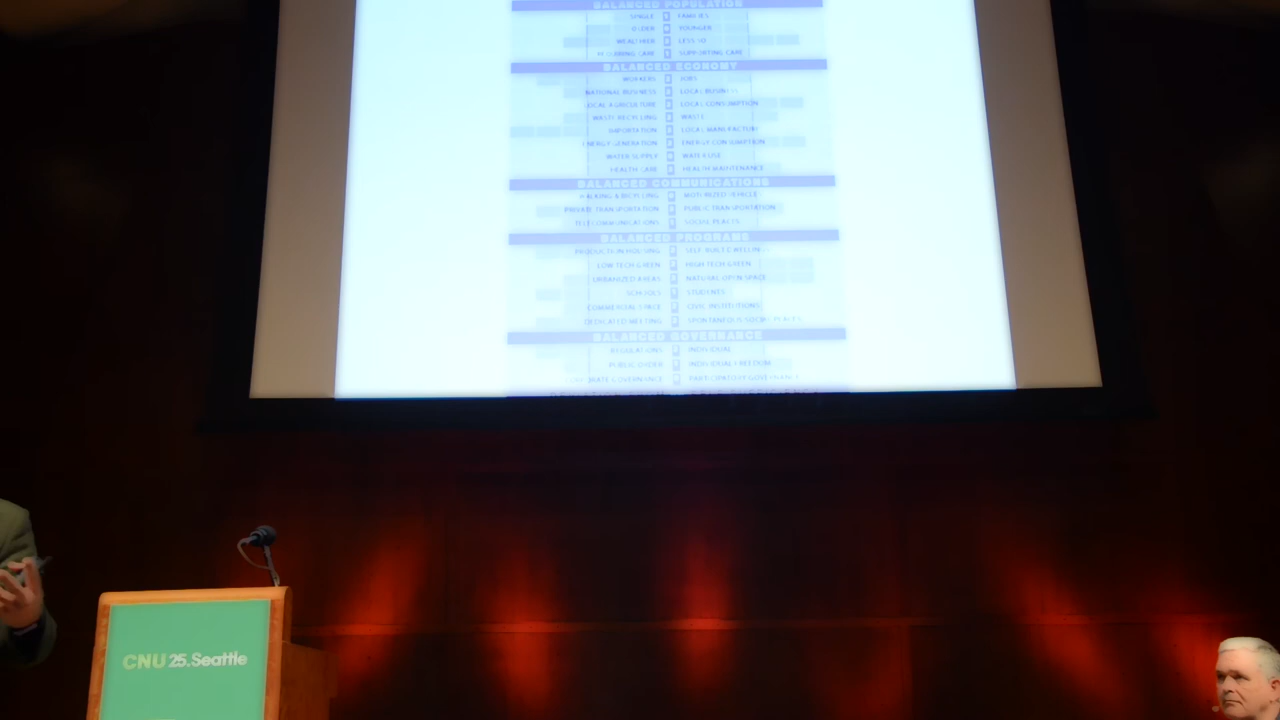 BALANCED POPULATION
SINGLE FAMILIES
OLDER YOUNGER
WEALTHIER LESS SO
REQUIRING CARE SUPPORTING CARE
BALANCED ECONOMY
WORKERS JOBS
NATIONAL BUSINESS LOCAL BUSINESS
LOCAL AGRICULTURE LOCAL CONSUMPTION
WASTE RECYCLING WASTE
IMPORTATION LOCAL MANUFACTURE
ENERGY GENERATION ENERGY CONSUMPTION
WATER SUPPLY WATER USE
HEALTH CARE HEALTH MAINTENANCE
BALANCED COMMUNICATIONS
WALKING & BICYCLING MOTORIZED VEHICLES
PRIVATE TRANSPORTATION PUBLIC TRANSPORTATION
TELECOMMUNICATIONS SOCIAL PLACES
BALANCED PROGRAMS
PRODUCTION HOUSING SELF BUILT DWELLING
LOW TECH GREEN HIGH TECH GREEN
URBANIZED AREAS NATURAL OPEN SPACE
SCHOOLS STUDENTS
COMMERCIAL SPACE CIVIC INSTITUTIONS
DEDICATED MEETING SPONTANEOUS SOCIAL PLACES
BALANCED GOVERNANCE
REGULATIONS INDIVIDUAL
PUBLIC ORDER INDIVIDUAL FREEDOM
CORPORATE GOVERNANCE PARTICIPATORY GOVERNANCE
CNU 25.Seattle